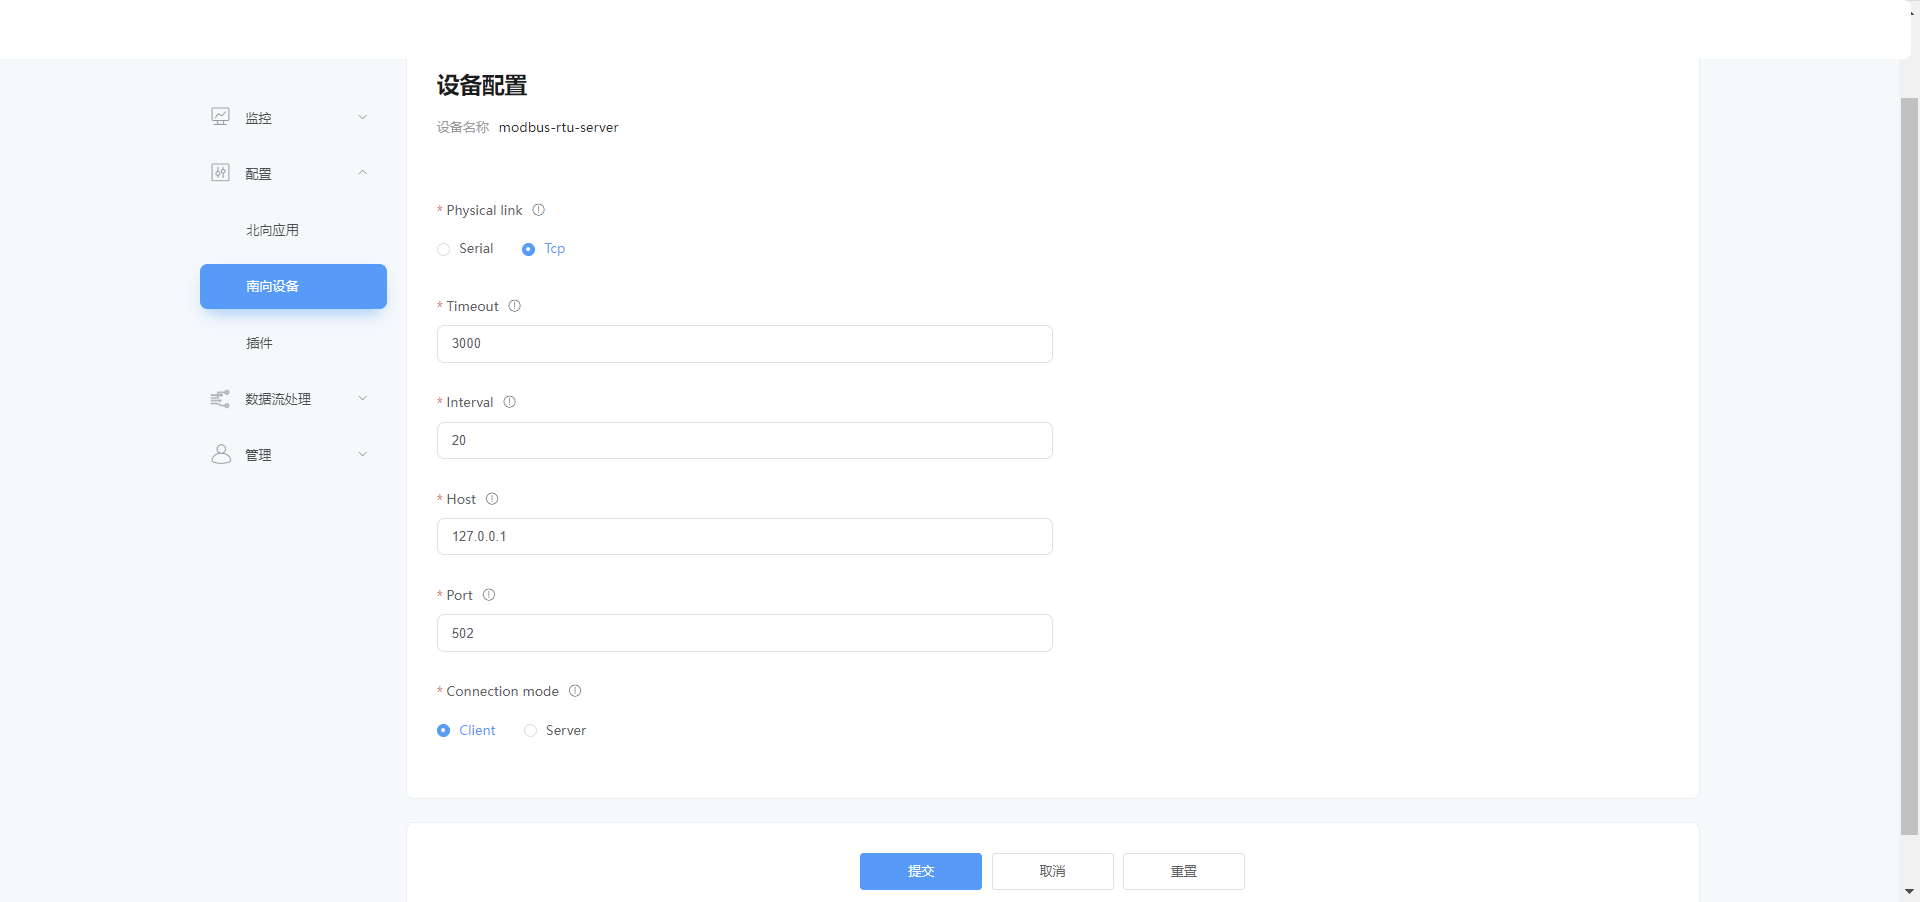 监控
配置
北向应用
南向设备
插件
数据流处理
管理
设备配置
设备名称 modbus-rtu-server
* Physical link
Serial Tcp
* Timeout
3000
* Interval
20
* Host
127.0.0.1
* Port
502
* Connection mode
Client Server
提交 取消 重置